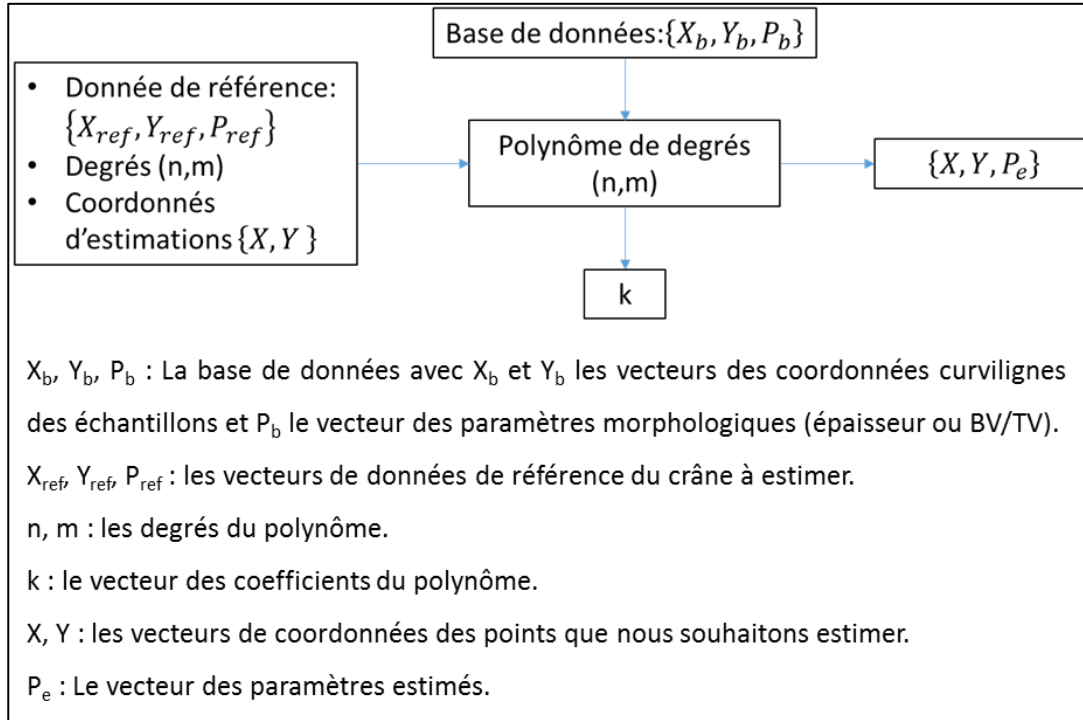 Base de données:{X_b, Y_b, P_b}
• Donnée de référence:
{X_ref, Y_ref, P_ref}
• Degrés (n,m)
• Coordonnés
d'estimations {X, Y }
Polynôme de degrés
(n,m)
{X, Y, P_e}
k
X_b, Y_b, P_b : La base de données avec X_b et Y_b les vecteurs des coordonnées curvilignes
des échantillons et P_b le vecteur des paramètres morphologiques (épaisseur ou BV/TV).
X_ref, Y_ref, P_ref : les vecteurs de données de référence du crâne à estimer.
n, m : les degrés du polynôme.
k : le vecteur des coefficients du polynôme.
X, Y : les vecteurs de coordonnées des points que nous souhaitons estimer.
P_e : Le vecteur des paramètres estimés.